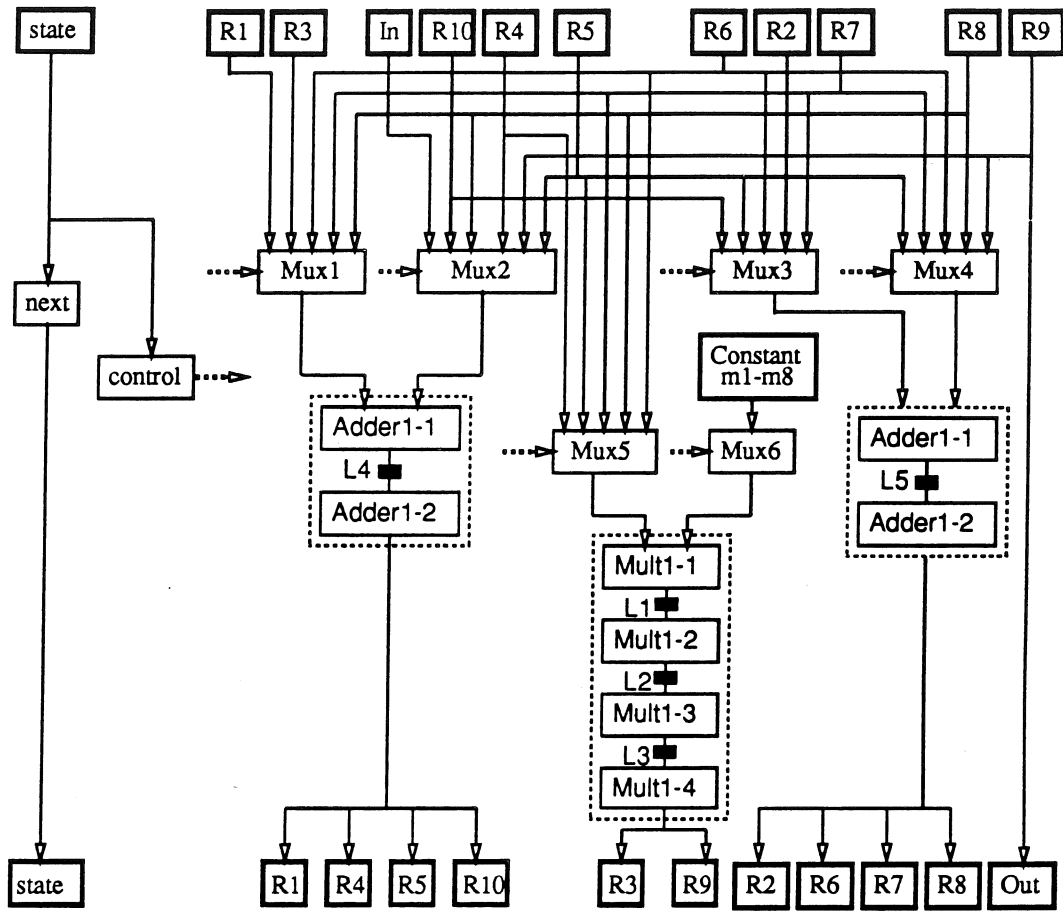 state
R1
R3
In
R10
R4
R5
R6
R2
R7
R8
R9
Mux1
Mux2
Mux3
Mux4
next
control
Constant
m1-m8
Adder1-1
L4
Adder1-2
Mux5
Mux6
Adder1-1
L5
Adder1-2
Mult1-1
L1
Mult1-2
L2
Mult1-3
L3
Mult1-4
state
R1
R4
R5
R10
R3
R9
R2
R6
R7
R8
Out